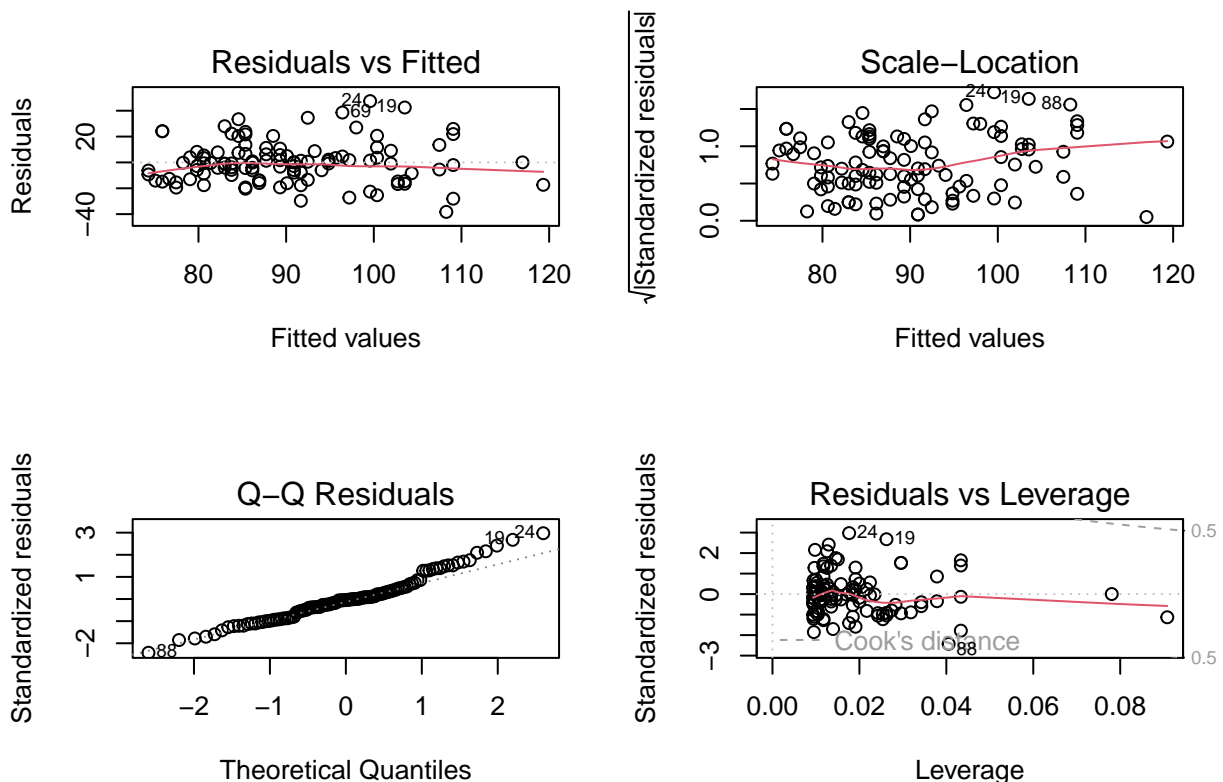 Residuals vs Fitted
Residuals
20
−40
24
69
19
80 90 100 110 120
Fitted values
Scale−Location
√|Standardized residuals|
1.0
0.0
24
19
88
80 90 100 110 120
Fitted values
Q−Q Residuals
Standardized residuals
3
1
−2
19
24
88
−2 −1 0 1 2
Theoretical Quantiles
Residuals vs Leverage
Standardized residuals
2
0
−3
24
19
88
Cook's distance
0.5
0.5
0.00 0.02 0.04 0.06 0.08
Leverage